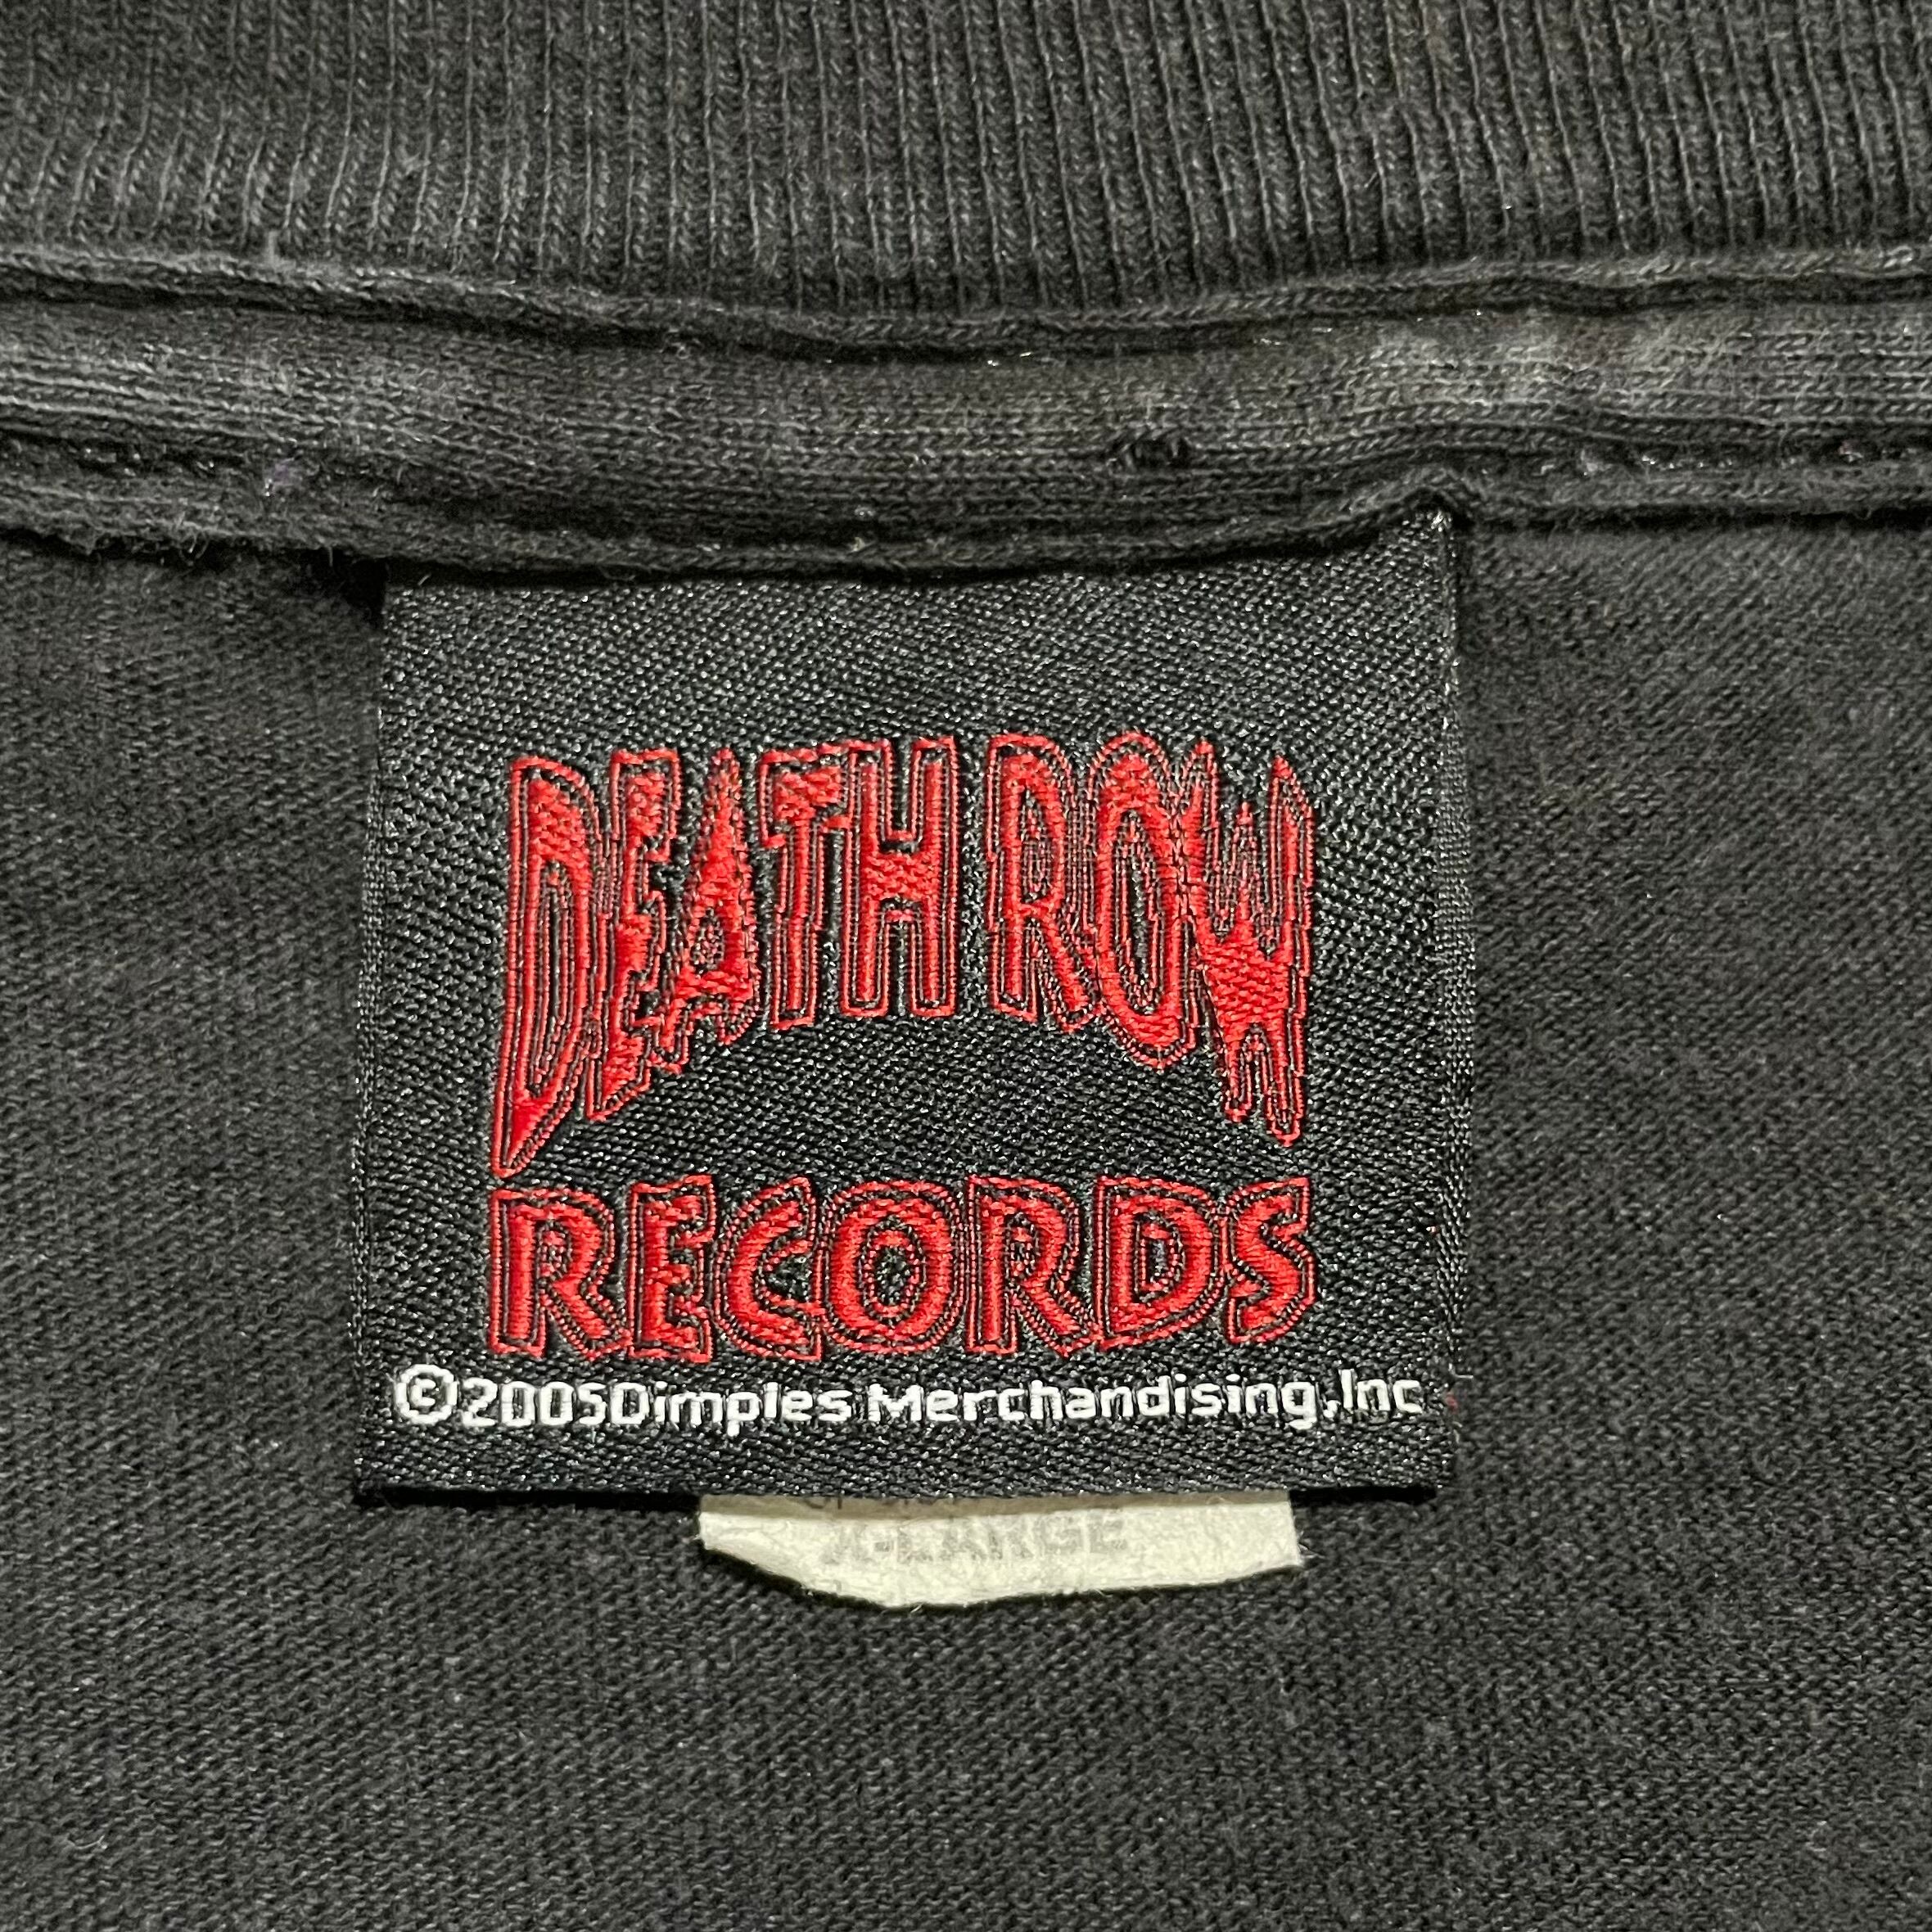 DEATH ROW
RECORDS
©2005Dimples Merchandising,Inc
X-LARGE